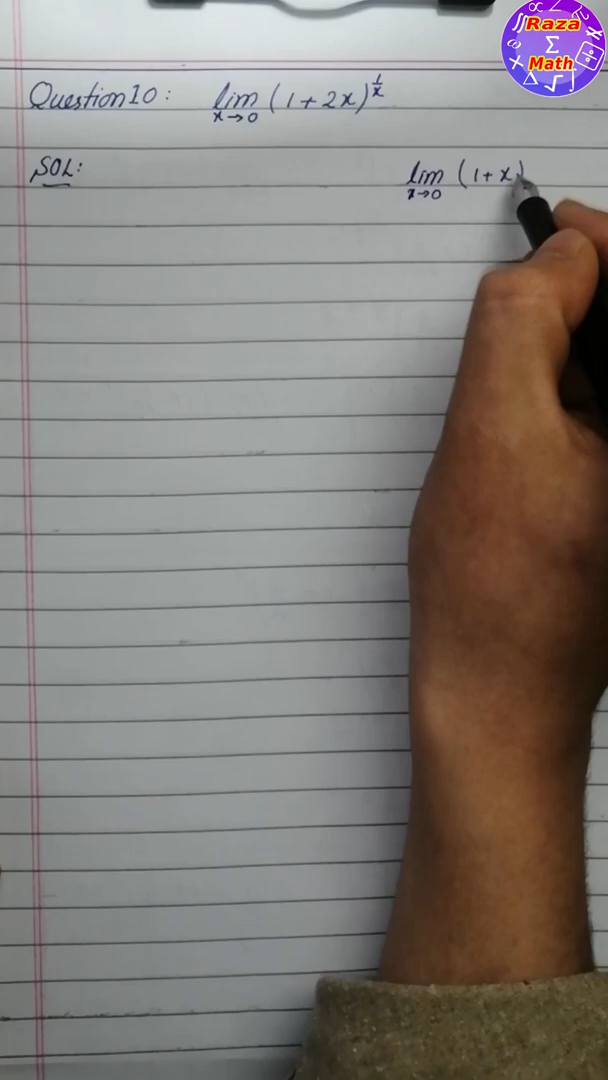 Raza
Math
Question 10: lim x→0 (1+2x)^1/x
SOL:
lim x→0 (1+x)